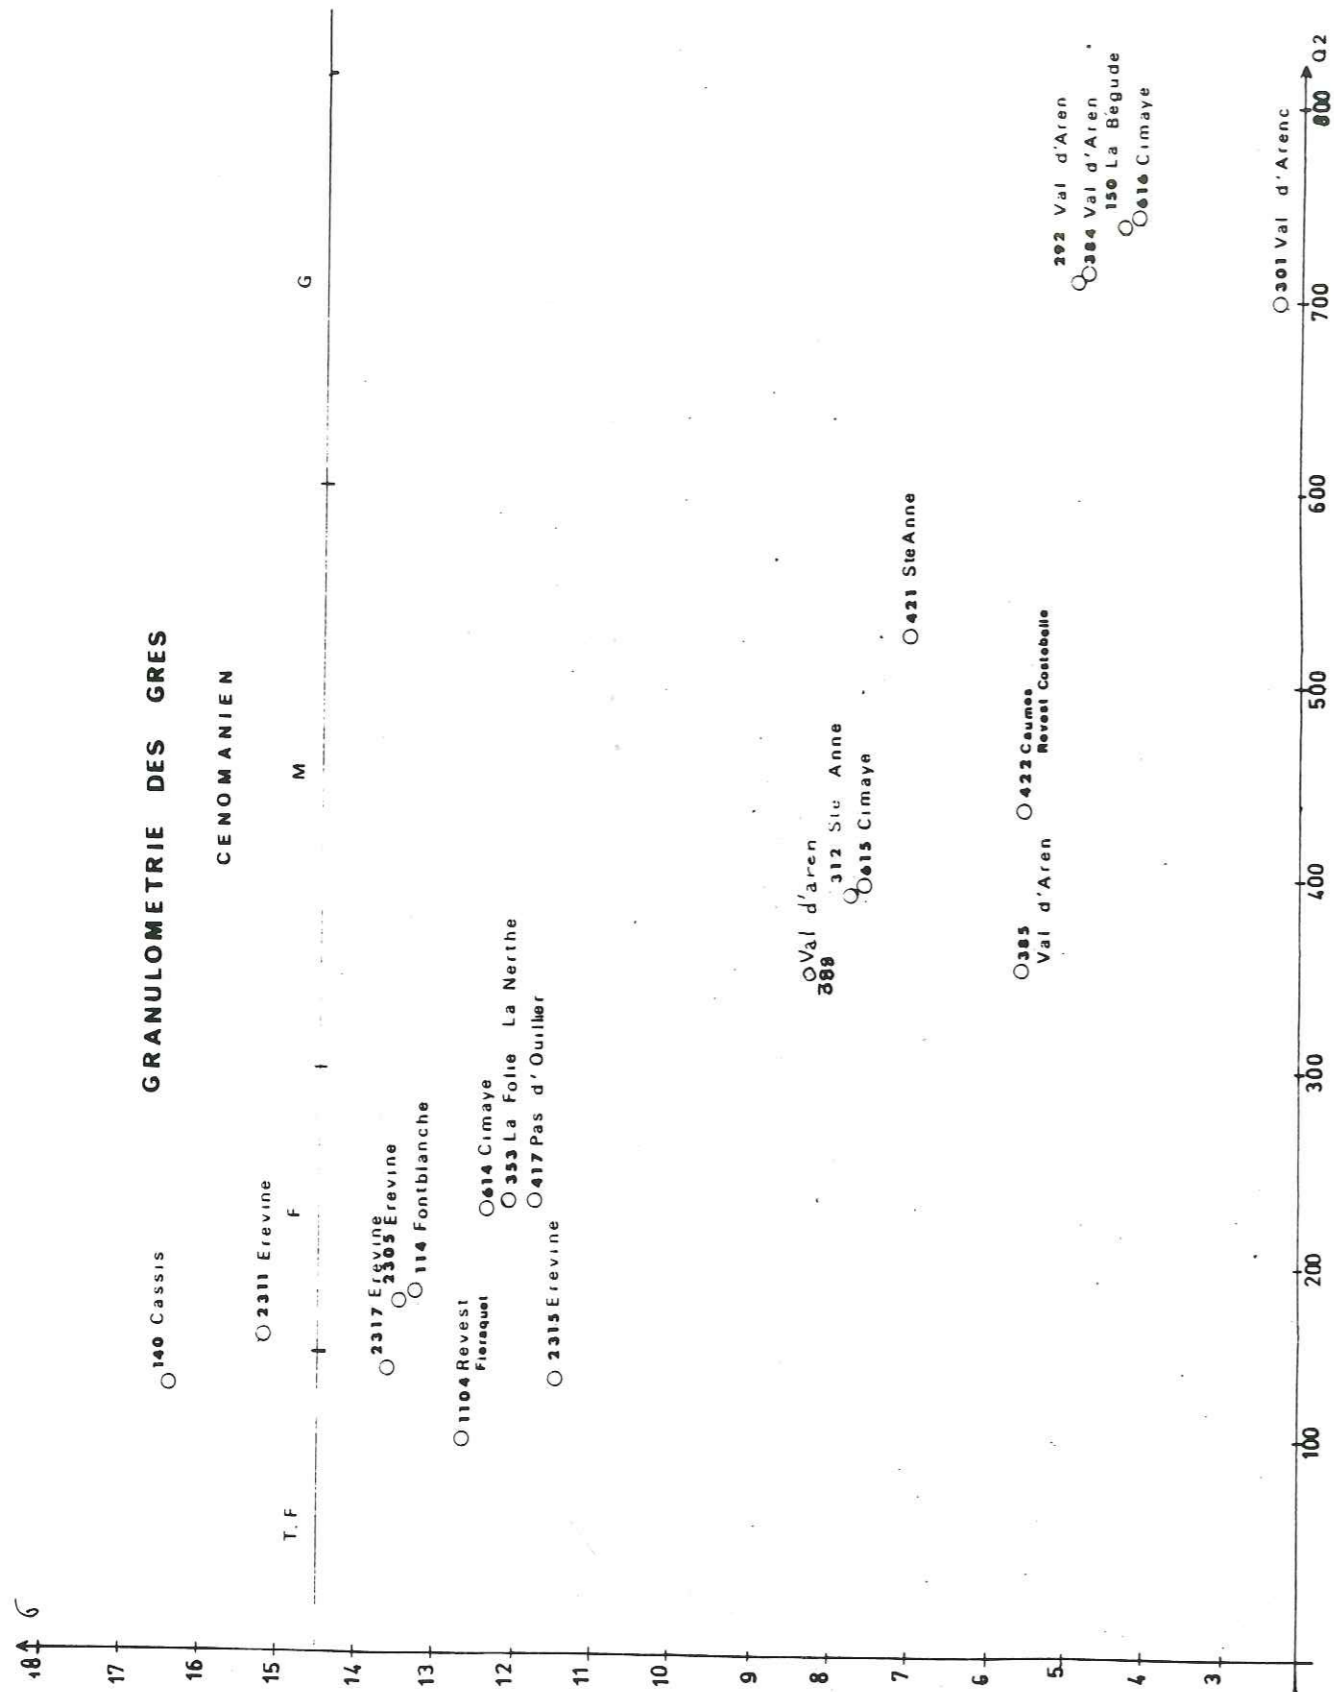 GRANULOMETRIE DES GRES
CENOMANIEN
T.F
F
M
G
140 Cassis
2311 Erevine
2317 Erevine
2305 Erevine
114 Fontblanche
1104 Revest
Fieraquet
614 Cimaye
353 La Folie La Nerthe
417 Pas d'Ouillier
2315 Erevine
Val d'aren
388
312 Ste Anne
615 Cimaye
421 Ste Anne
385
Val d'Aren
422 Caumes
Revest Costebelle
292 Val d'Aren
384 Val d'Aren
150 La Bégude
616 Cimaye
301 Val d'Arenc
σ
18
17
16
15
14
13
12
11
10
9
8
7
6
5
4
3
100
200
300
400
500
600
700
800
Q2